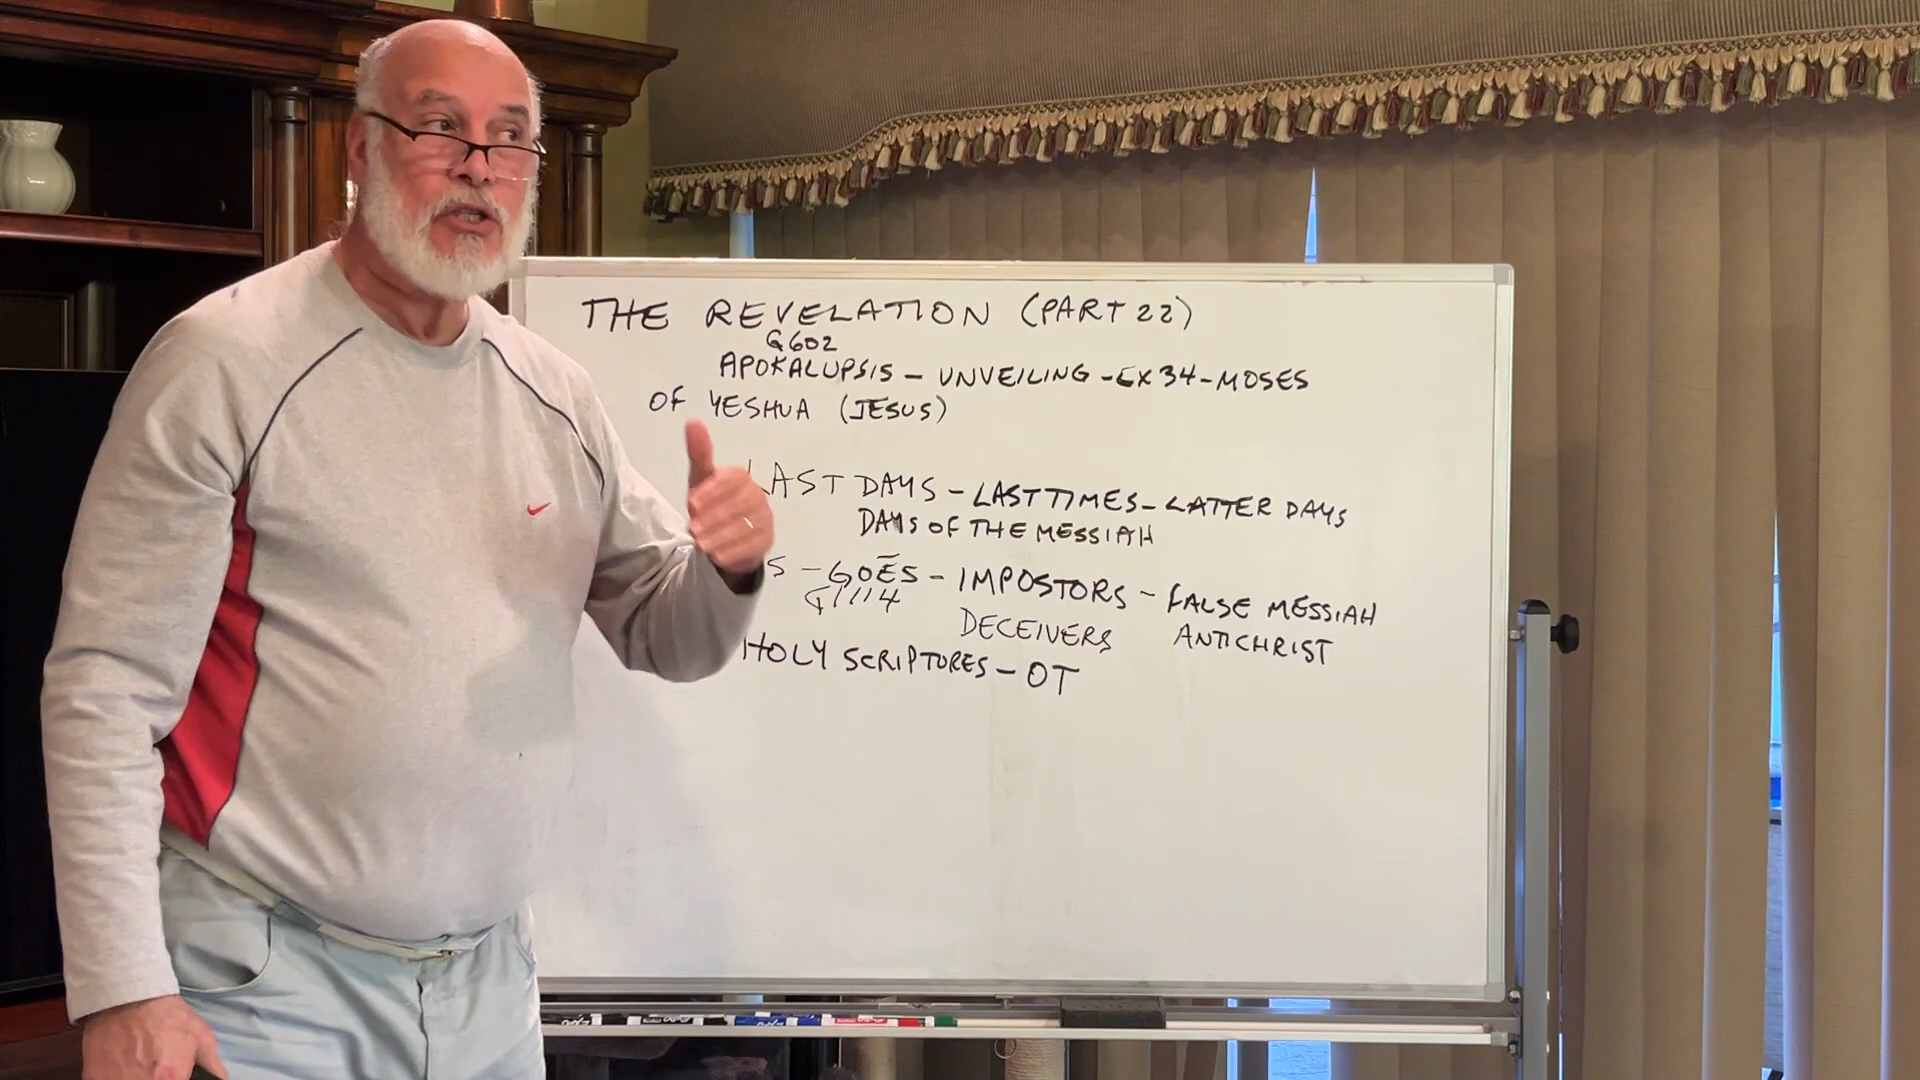 THE REVELATION (PART 22)
G602
APOKALUPSIS - UNVEILING - EX 34 - MOSES
OF YESHUA (JESUS)
LAST DAYS - LAST TIMES - LATTER DAYS
DAYS OF THE MESSIAH
S - GOĒS - IMPOSTORS - FALSE MESSIAH
G1114 DECEIVERS ANTICHRIST
HOLY SCRIPTURES - OT